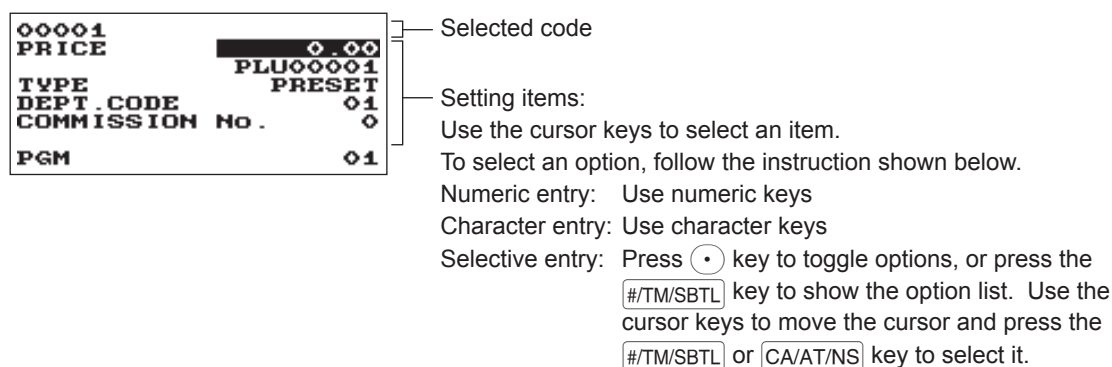 00001
PRICE 0.00
PLU00001
TYPE PRESET
DEPT.CODE 01
COMMISSION No. 0
PGM 01
Selected code
Setting items:
Use the cursor keys to select an item.
To select an option, follow the instruction shown below.
Numeric entry: Use numeric keys
Character entry: Use character keys
Selective entry: Press • key to toggle options, or press the
#/TM/SBTL key to show the option list. Use the
cursor keys to move the cursor and press the
#/TM/SBTL or CA/AT/NS key to select it.